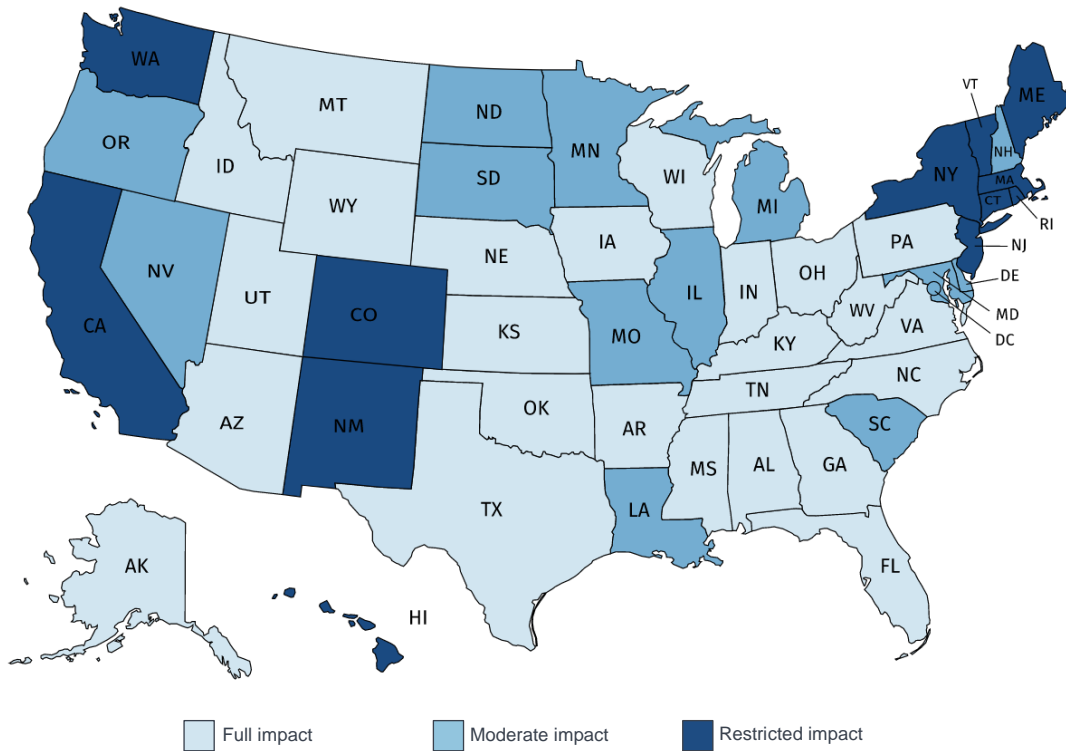 WA
VT
ME
MT
ND
MN
OR
NH
ID
WI
NY
MA
SD
CT
MI
WY
RI
IA
PA
NJ
NE
NV
OH
UT
IL
IN
DE
MD
CO
WV
CA
KS
VA
DC
MO
KY
NC
TN
OK
AZ
NM
AR
SC
MS
AL
GA
TX
LA
AK
FL
HI
Full impact
Moderate impact
Restricted impact